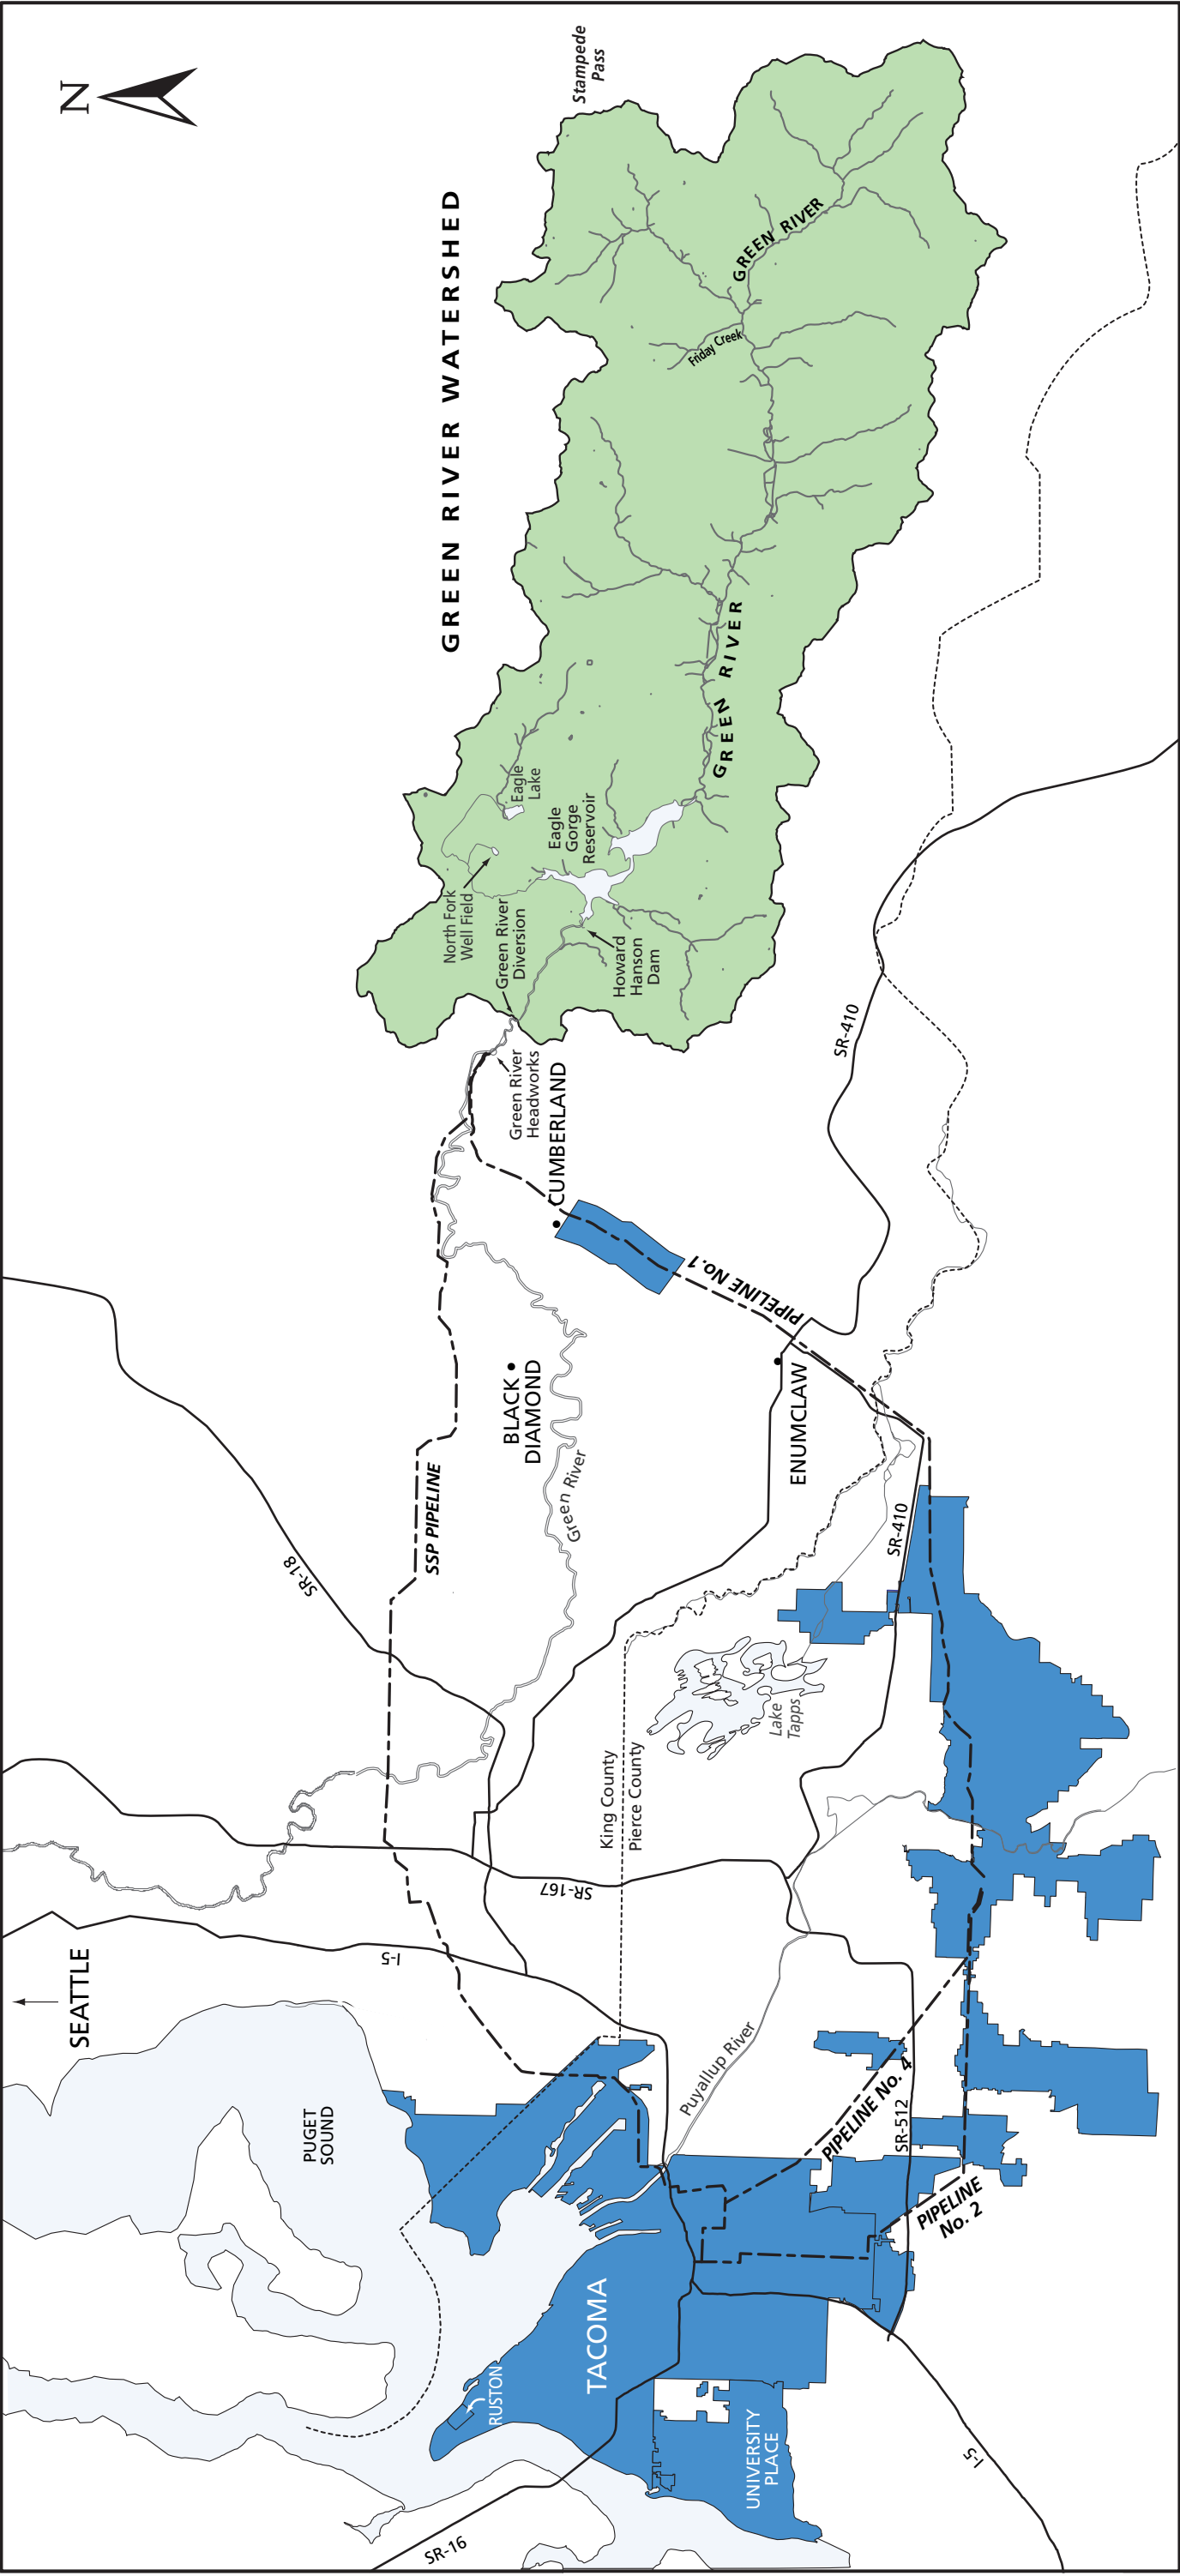 N
SEATTLE
Stampede
Pass
GREEN RIVER WATERSHED
PUGET
SOUND
I-5
SR-167
SR-18
SSP PIPELINE
North Fork
Well Field
Eagle
Lake
Green River
Diversion
Eagle
Gorge
Reservoir
Green River
Headworks
Howard
Hanson
Dam
CUMBERLAND
BLACK
DIAMOND
Green River
RUSTON
TACOMA
King County
Pierce County
Friday Creek
GREEN RIVER
GREEN RIVER
PIPELINE No.1
Puyallup River
Lake
Tapps
ENUMCLAW
SR-410
SR-410
UNIVERSITY
PLACE
PIPELINE No. 4
SR-512
PIPELINE
No. 2
SR-16
I-5